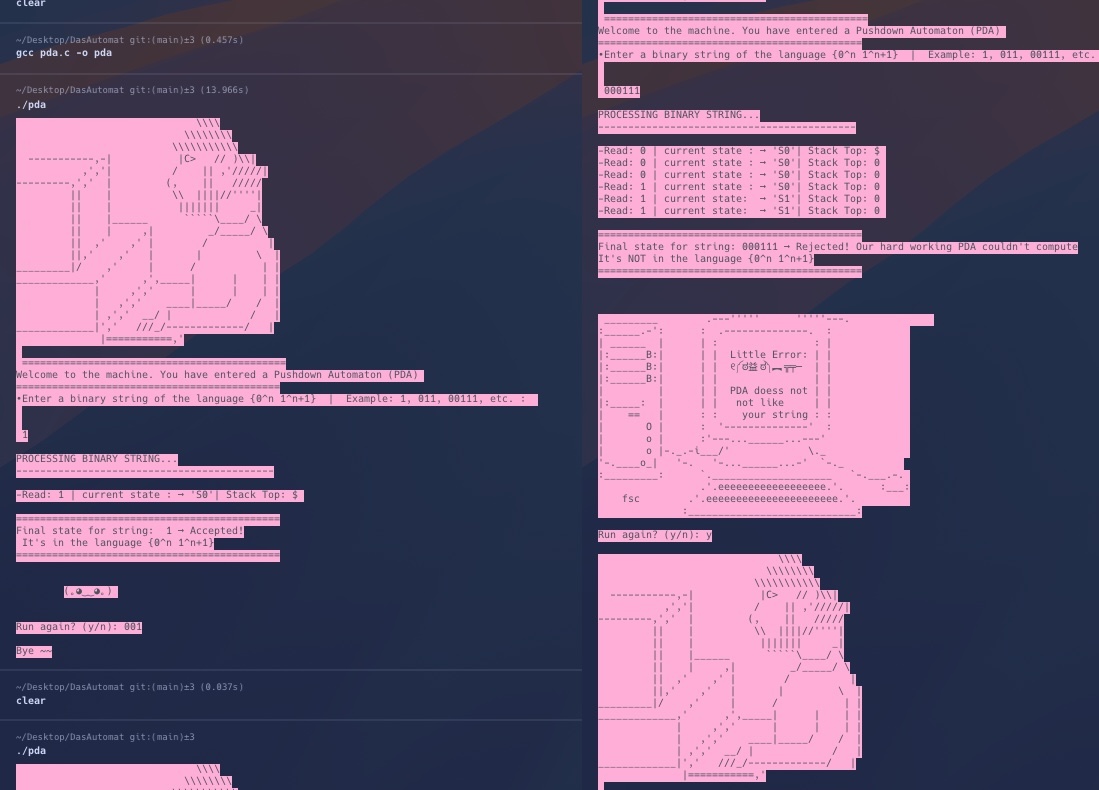 clear
~/Desktop/DasAutomat git:(main)±3 (0.457s)
gcc pda.c -o pda
~/Desktop/DasAutomat git:(main)±3 (13.966s)
./pda
Welcome to the machine. You have entered a Pushdown Automaton (PDA)
•Enter a binary string of the language {0^n 1^n+1}  |  Example: 1, 011, 00111, etc. :
1
PROCESSING BINARY STRING...
-Read: 1 | current state : → 'S0'| Stack Top: $
Final state for string:  1 → Accepted!
It's in the language {0^n 1^n+1}
(｡◕‿‿◕｡)
Run again? (y/n): 001
Bye ~~
~/Desktop/DasAutomat git:(main)±3 (0.037s)
clear
~/Desktop/DasAutomat git:(main)±3
./pda
Welcome to the machine. You have entered a Pushdown Automaton (PDA)
•Enter a binary string of the language {0^n 1^n+1}  |  Example: 1, 011, 00111, etc.
000111
PROCESSING BINARY STRING...
-Read: 0 | current state : → 'S0'| Stack Top: $
-Read: 0 | current state : → 'S0'| Stack Top: 0
-Read: 0 | current state : → 'S0'| Stack Top: 0
-Read: 1 | current state : → 'S0'| Stack Top: 0
-Read: 1 | current state:  → 'S1'| Stack Top: 0
-Read: 1 | current state:  → 'S1'| Stack Top: 0
Final state for string: 000111 → Rejected! Our hard working PDA couldn't compute
It's NOT in the language {0^n 1^n+1}
Little Error:
PDA doess not
not like
your string
fsc
Run again? (y/n): y